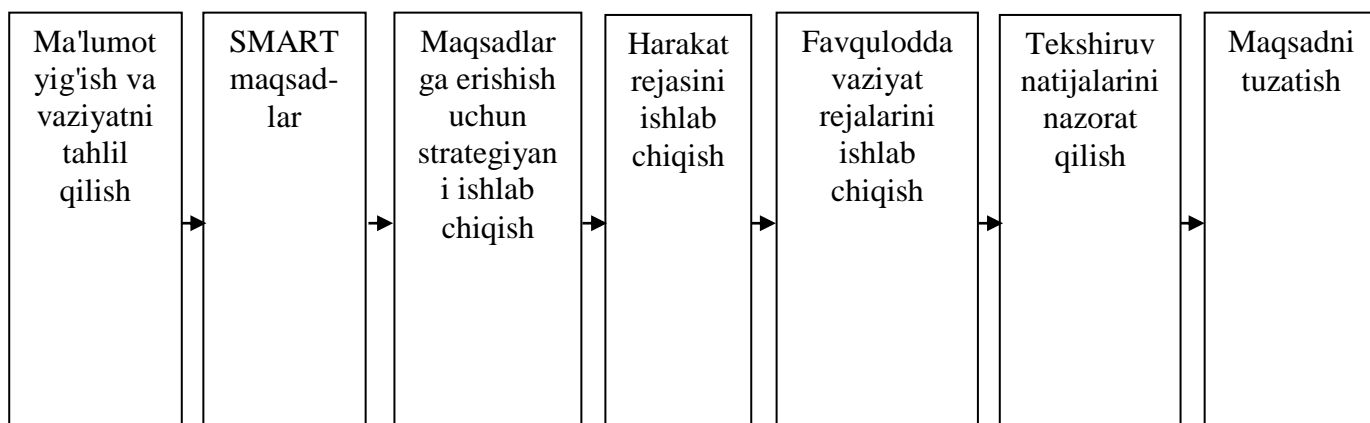 Ma'lumot
yig'ish va
vaziyatni
tahlil
qilish
SMART
maqsad-
lar
Maqsadlar
ga erishish
uchun
strategiyan
i ishlab
chiqish
Harakat
rejasini
ishlab
chiqish
Favqulodda
vaziyat
rejalarini
ishlab
chiqish
Tekshiruv
natijalarini
nazorat
qilish
Maqsadni
tuzatish